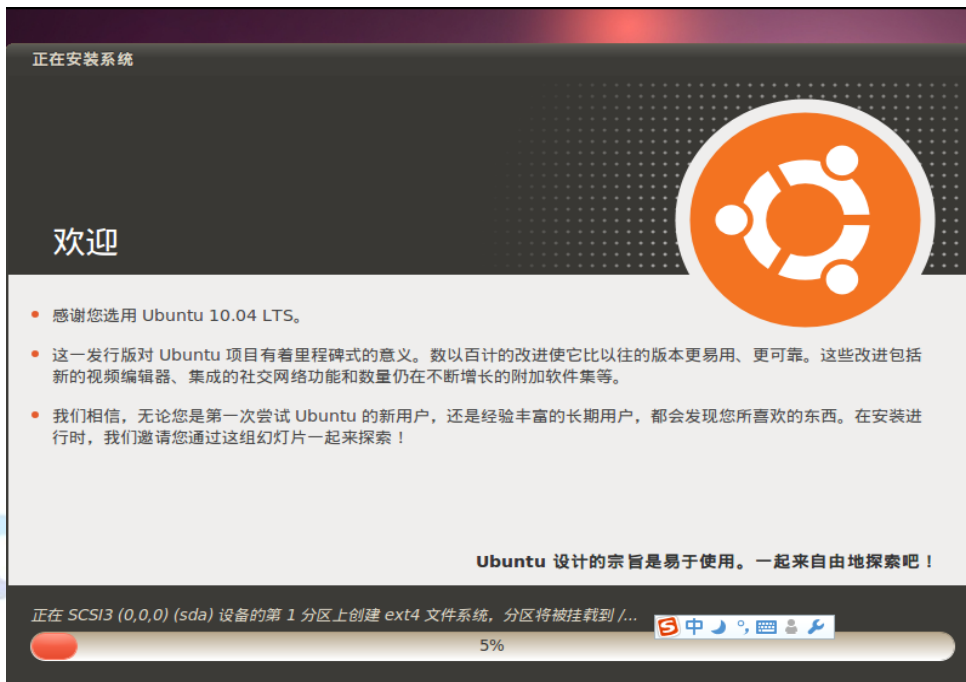 正在安装系统
欢迎
感谢您选用 Ubuntu 10.04 LTS。
这一发行版对 Ubuntu 项目有着里程碑式的意义。数以百计的改进使它比以往的版本更易用、更可靠。这些改进包括
新的视频编辑器、集成的社交网络功能和数量仍在不断增长的附加软件集等。
我们相信，无论您是第一次尝试 Ubuntu 的新用户，还是经验丰富的长期用户，都会发现您所喜欢的东西。在安装进
行时，我们邀请您通过这组幻灯片一起来探索！
Ubuntu 设计的宗旨是易于使用。一起来自由地探索吧！
正在 SCSI3 (0,0,0) (sda) 设备的第 1 分区上创建 ext4 文件系统，分区将被挂载到 /...
S 中 °,
5%